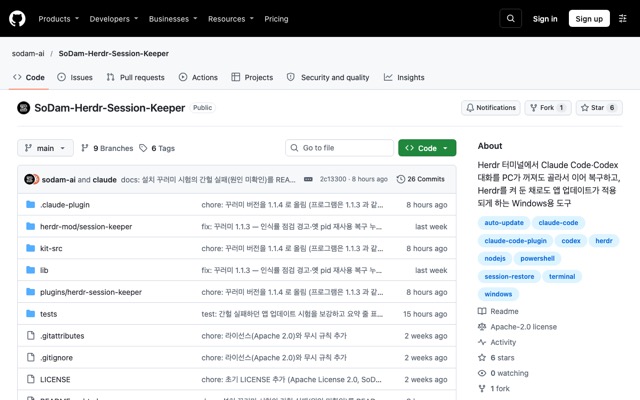 Products
Developers
Businesses
Resources
Pricing
Sign in
Sign up
sodam-ai / SoDam-Herdr-Session-Keeper
Code
Issues
Pull requests
Actions
Projects
Security and quality
Insights
SoDam-Herdr-Session-Keeper Public
Notifications
Fork 1
Star 6
main
9 Branches
6 Tags
Go to file
Code
sodam-ai and claude docs: 설치 꾸러미 시험의 간헐 실패(원인 미확인)를 REA... 2c13300 · 8 hours ago
26 Commits
.claude-plugin chore: 꾸러미 버전을 1.1.4 로 올림 (프로그램은 1.1.3 과 같... 8 hours ago
herdr-mod/session-keeper fix: 꾸러미 1.1.3 — 인식률 점검 경고·옛 pid 재사용 복구 누... last week
kit-src chore: 꾸러미 버전을 1.1.4 로 올림 (프로그램은 1.1.3 과 같... 8 hours ago
lib fix: 꾸러미 1.1.3 — 인식률 점검 경고·옛 pid 재사용 복구 누... last week
plugins/herdr-session-keeper chore: 꾸러미 버전을 1.1.4 로 올림 (프로그램은 1.1.3 과 같... 8 hours ago
tests test: 간헐 실패하던 앱 업데이트 시험을 보강하고 요약 줄 표... 15 hours ago
.gitattributes chore: 라이선스(Apache 2.0)와 무시 규칙 추가 2 weeks ago
.gitignore chore: 라이선스(Apache 2.0)와 무시 규칙 추가 2 weeks ago
LICENSE chore: 초기 LICENSE 추가 (Apache License 2.0, SoD... 2 weeks ago
About
Herdr 터미널에서 Claude Code·Codex
대화를 PC가 꺼져도 골라서 이어 복구하고,
Herdr를 켜 둔 채로도 앱 업데이트가 적용
되게 하는 Windows용 도구
auto-update claude-code
claude-code-plugin codex herdr
nodejs powershell
session-restore terminal
windows
Readme
Apache-2.0 license
Activity
6 stars
0 watching
1 fork